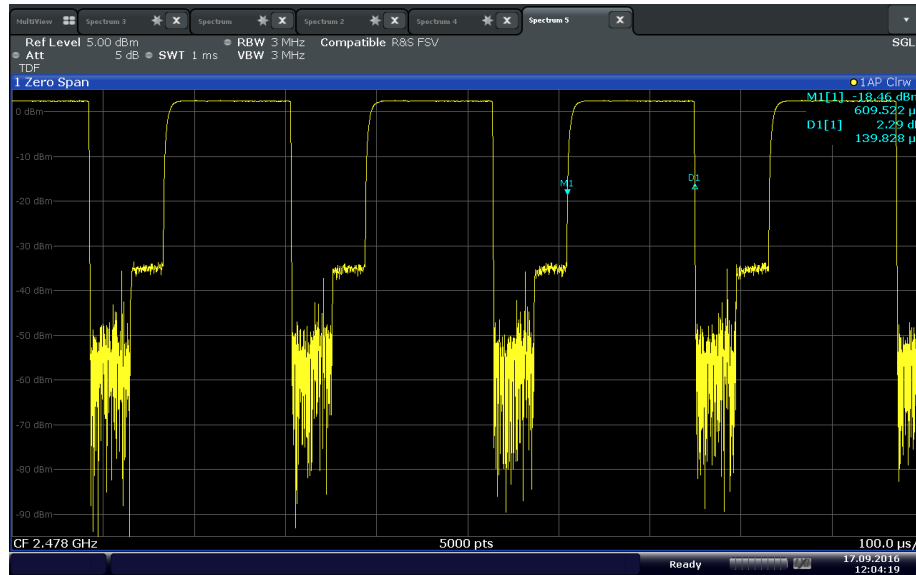 MultiView Spectrum 3 X Spectrum X Spectrum 2 X Spectrum 4 X Spectrum 5 X
Ref Level 5.00 dBm RBW 3 MHz Compatible R&S FSV SGL
Att 5 dB SWT 1 ms VBW 3 MHz
TDF
1 Zero Span 1AP Clrw
M1[1] -18.46 dBm
0 dBm
609.522 µ
D1[1] 2.29 d
139.828 µ
-10 dBm
M1
D1
-20 dBm
-30 dBm
-40 dBm
-50 dBm
-60 dBm
-70 dBm
-80 dBm
-90 dBm
CF 2.478 GHz 5000 pts 100.0 µs/
Ready 17.09.2016
12:04:19